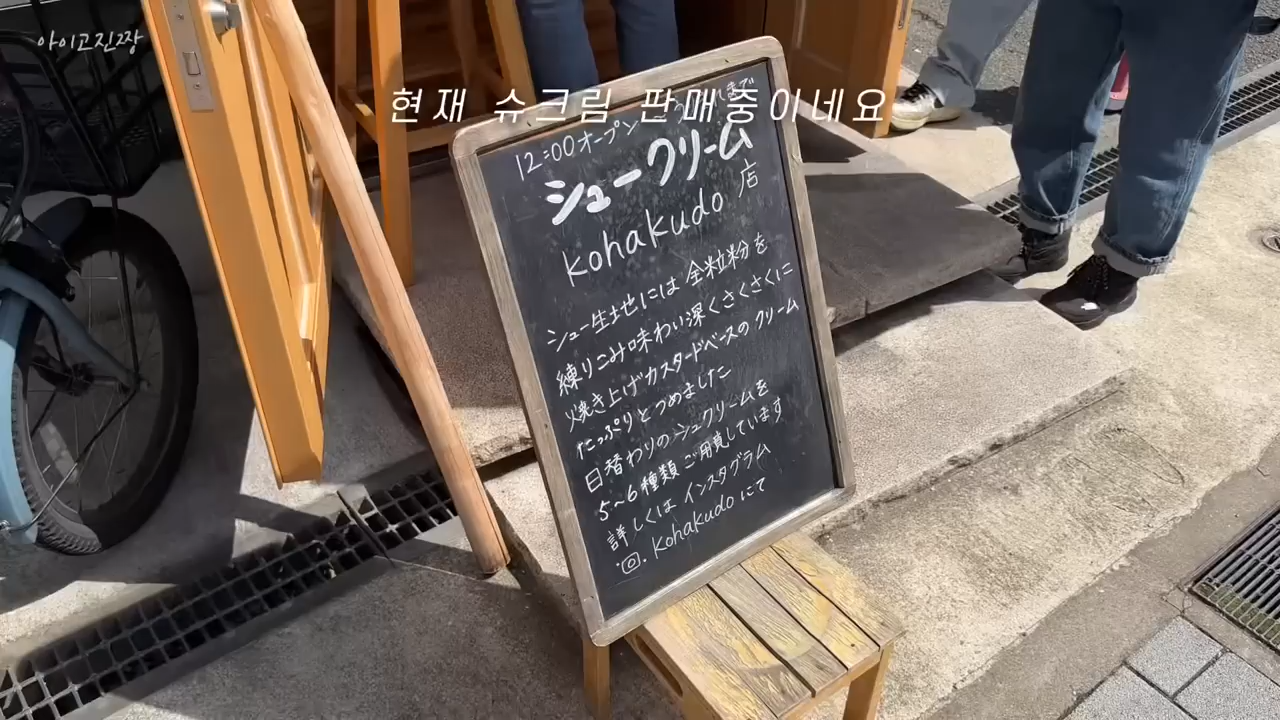 아이고진2장
현재 슈크림 판매중이네요
12:00オープン まで
シュークリーム
kohakudo 店
シュー生地には 全粒粉を
練りこみ味わい深くさくさくに
焼き上げカスタードベースの クリーム
たっぷりとつめました
日替わりの シュクリームを
5〜6種類 ご用意しています
詳しくは インスタグラム
kohakudo にて